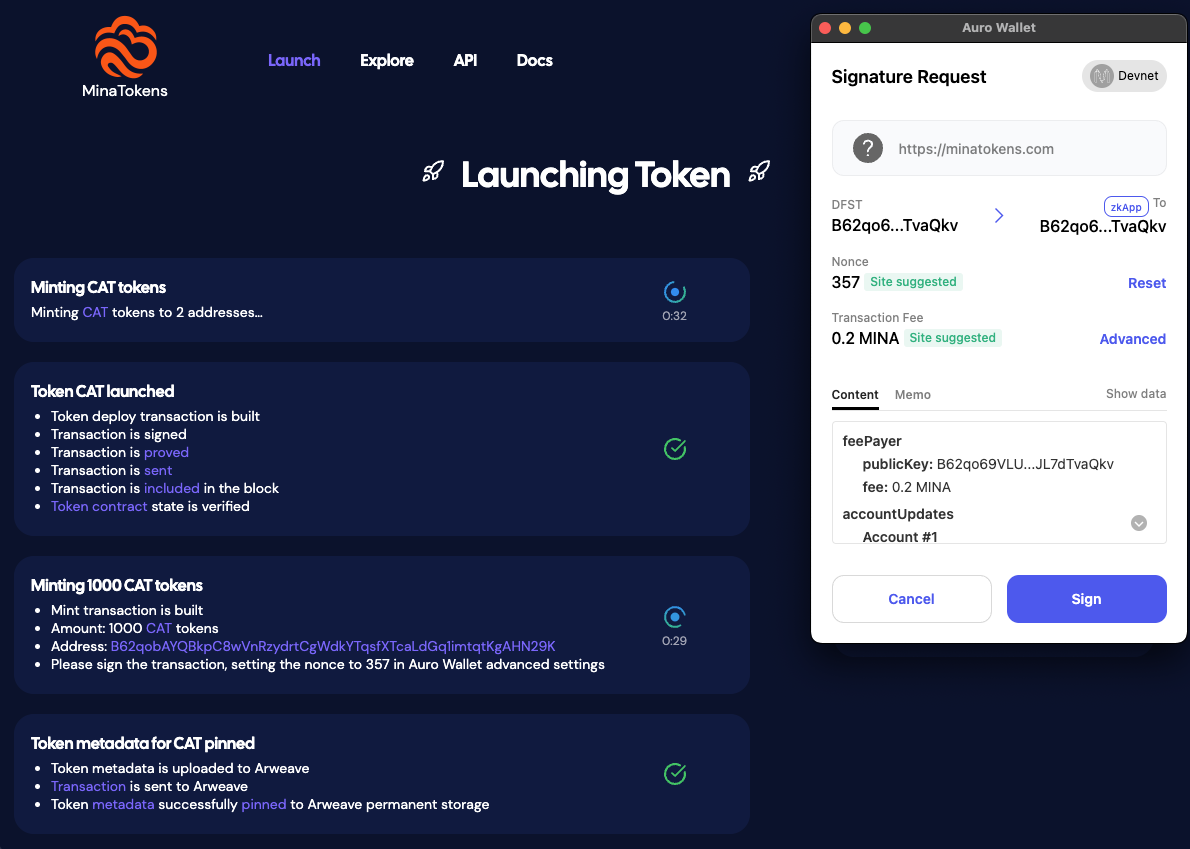 MinaTokens
Launch
Explore
API
Docs
Launching Token
Minting CAT tokens
Minting CAT tokens to 2 addresses...
0:32
Token CAT launched
Token deploy transaction is built
Transaction is signed
Transaction is proved
Transaction is sent
Transaction is included in the block
Token contract state is verified
Minting 1000 CAT tokens
Mint transaction is built
Amount: 1000 CAT tokens
Address: B62qobAYQBkpC8wVnRzydrtCgWdkYTqsfXTcaLdGq1imtqtKgAHN29K
Please sign the transaction, setting the nonce to 357 in Auro Wallet advanced settings
0:29
Token metadata for CAT pinned
Token metadata is uploaded to Arweave
Transaction is sent to Arweave
Token metadata successfully pinned to Arweave permanent storage
Auro Wallet
Signature Request
Devnet
?
https://minatokens.com
DFST
zkApp To
B62qo6...TvaQkv
B62qo6...TvaQkv
Nonce
357 Site suggested
Reset
Transaction Fee
0.2 MINA Site suggested
Advanced
Content
Memo
Show data
feePayer
publicKey: B62qo69VLU...JL7dTvaQkv
fee: 0.2 MINA
accountUpdates
Account #1
Cancel
Sign